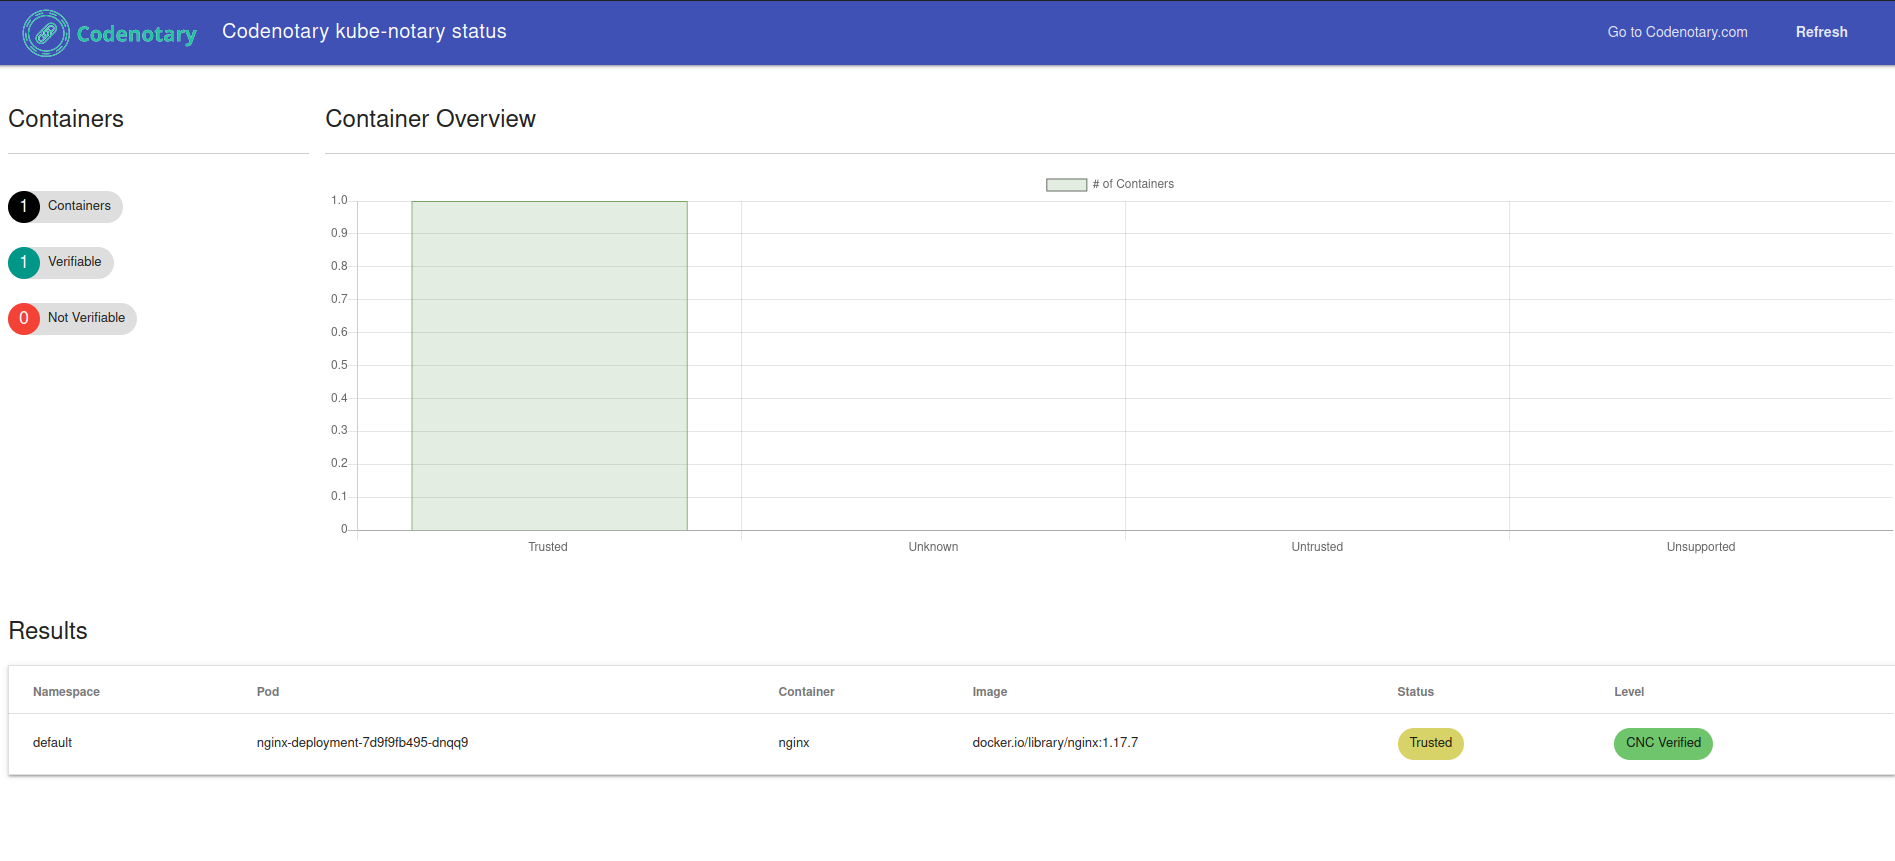 Codenotary
Codenotary kube-notary status
Go to Codenotary.com
Refresh
Containers
1 Containers
1 Verifiable
0 Not Verifiable
Container Overview
# of Containers
1.0
0.9
0.8
0.7
0.6
0.5
0.4
0.3
0.2
0.1
0
Trusted Unknown Untrusted Unsupported
Results
Namespace Pod Container Image Status Level
default nginx-deployment-7d9f9fb495-dnqq9 nginx docker.io/library/nginx:1.17.7 Trusted CNC Verified